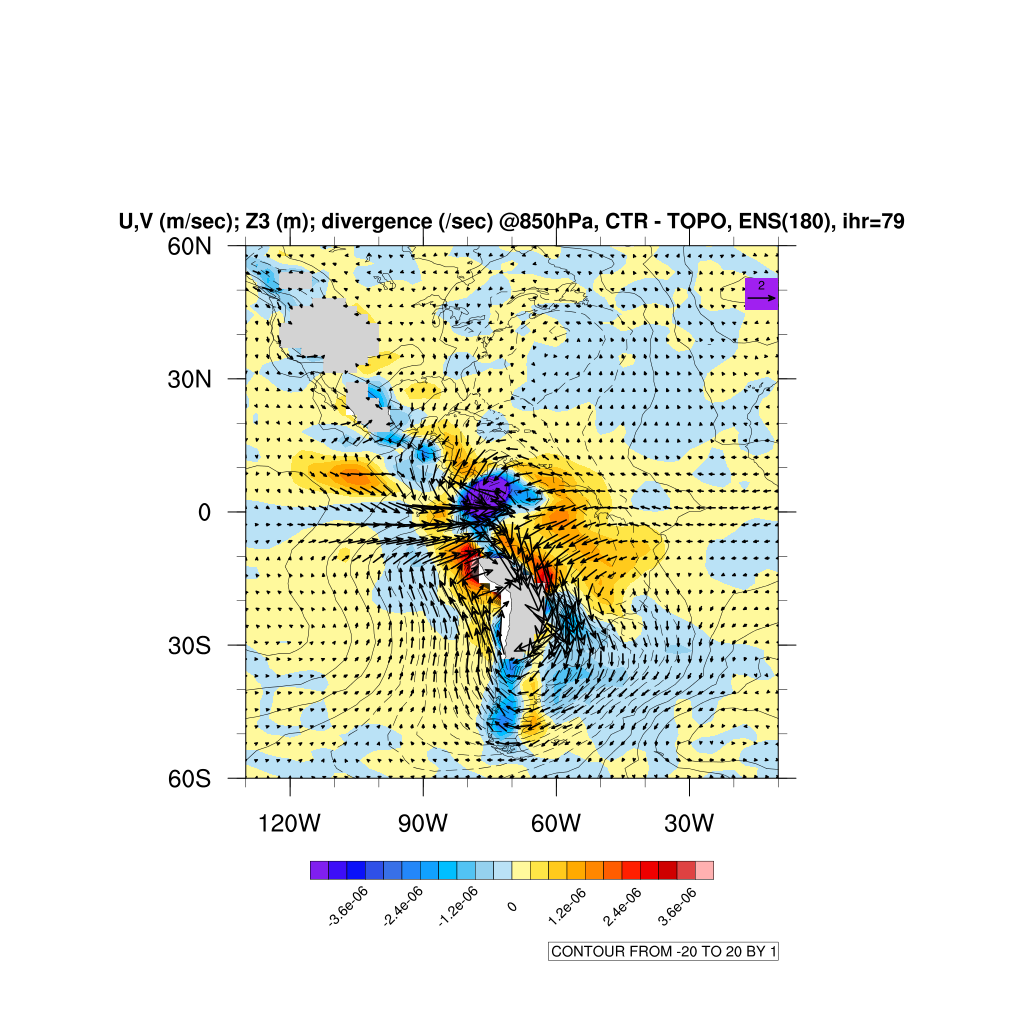 U,V (m/sec); Z3 (m); divergence (/sec) @850hPa, CTR - TOPO, ENS(180), ihr=79
60N
2
30N
0
30S
60S
120W 90W 60W 30W
-3.6e-06 -2.4e-06 -1.2e-06 0 1.2e-06 2.4e-06 3.6e-06
CONTOUR FROM -20 TO 20 BY 1